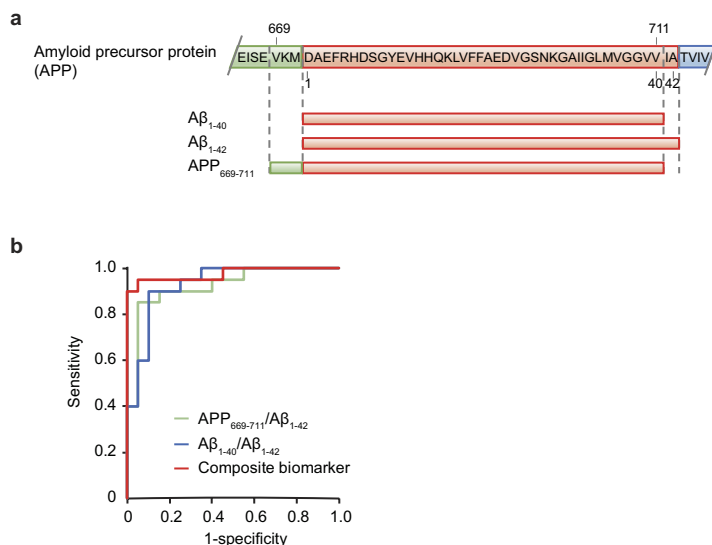 a
669
711
Amyloid precursor protein
(APP)
EISE VKM DAEFRHDSGYEVHHQKLVFFAEDVGSNKGAIIGLMVGGVV IA TVIV
1
40 42
Aβ1-40
Aβ1-42
APP669-711
b
1.0
0.8
0.6
0.4
0.2
0
Sensitivity
APP669-711/Aβ1-42
Aβ1-40/Aβ1-42
Composite biomarker
0 0.2 0.4 0.6 0.8 1.0
1-specificity